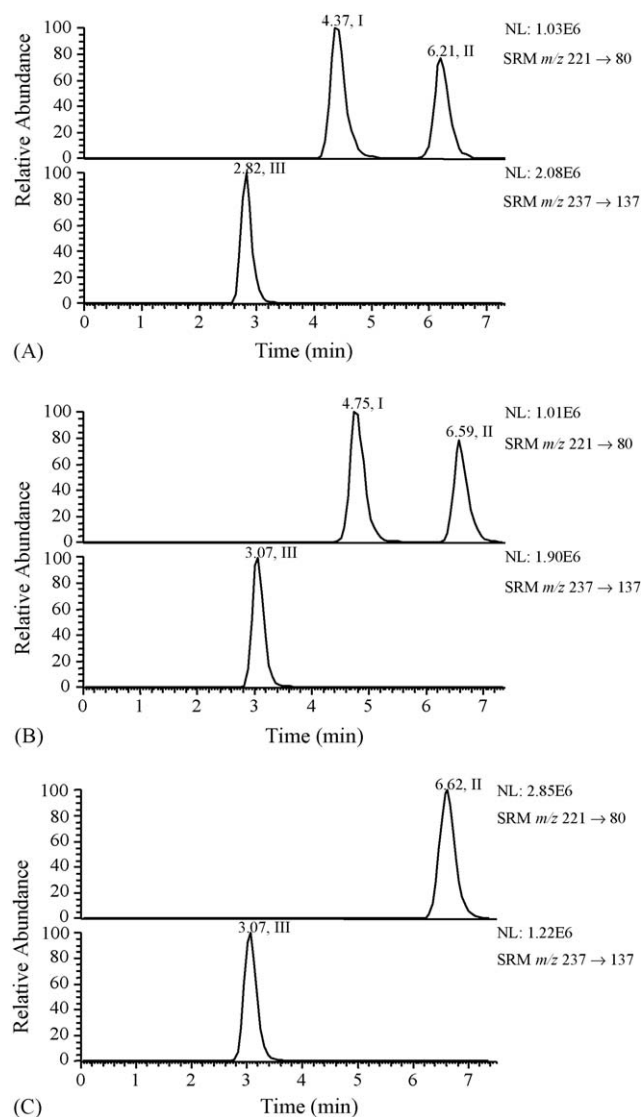 4.37, I
NL: 1.03E6
100
6.21, II
SRM m/z 221 → 80
80
60
40
20
0
Relative Abundance
2.82, III
NL: 2.08E6
100
SRM m/z 237 → 137
80
60
40
20
0
0 1 2 3 4 5 6 7
(A) Time (min)
4.75, I
NL: 1.01E6
100
6.59, II
SRM m/z 221 → 80
80
60
40
20
0
Relative Abundance
3.07, III
NL: 1.90E6
100
SRM m/z 237 → 137
80
60
40
20
0
0 1 2 3 4 5 6 7
(B) Time (min)
6.62, II
NL: 2.85E6
100
SRM m/z 221 → 80
80
60
40
20
0
Relative Abundance
3.07, III
NL: 1.22E6
100
SRM m/z 237 → 137
80
60
40
20
0
0 1 2 3 4 5 6 7
(C) Time (min)